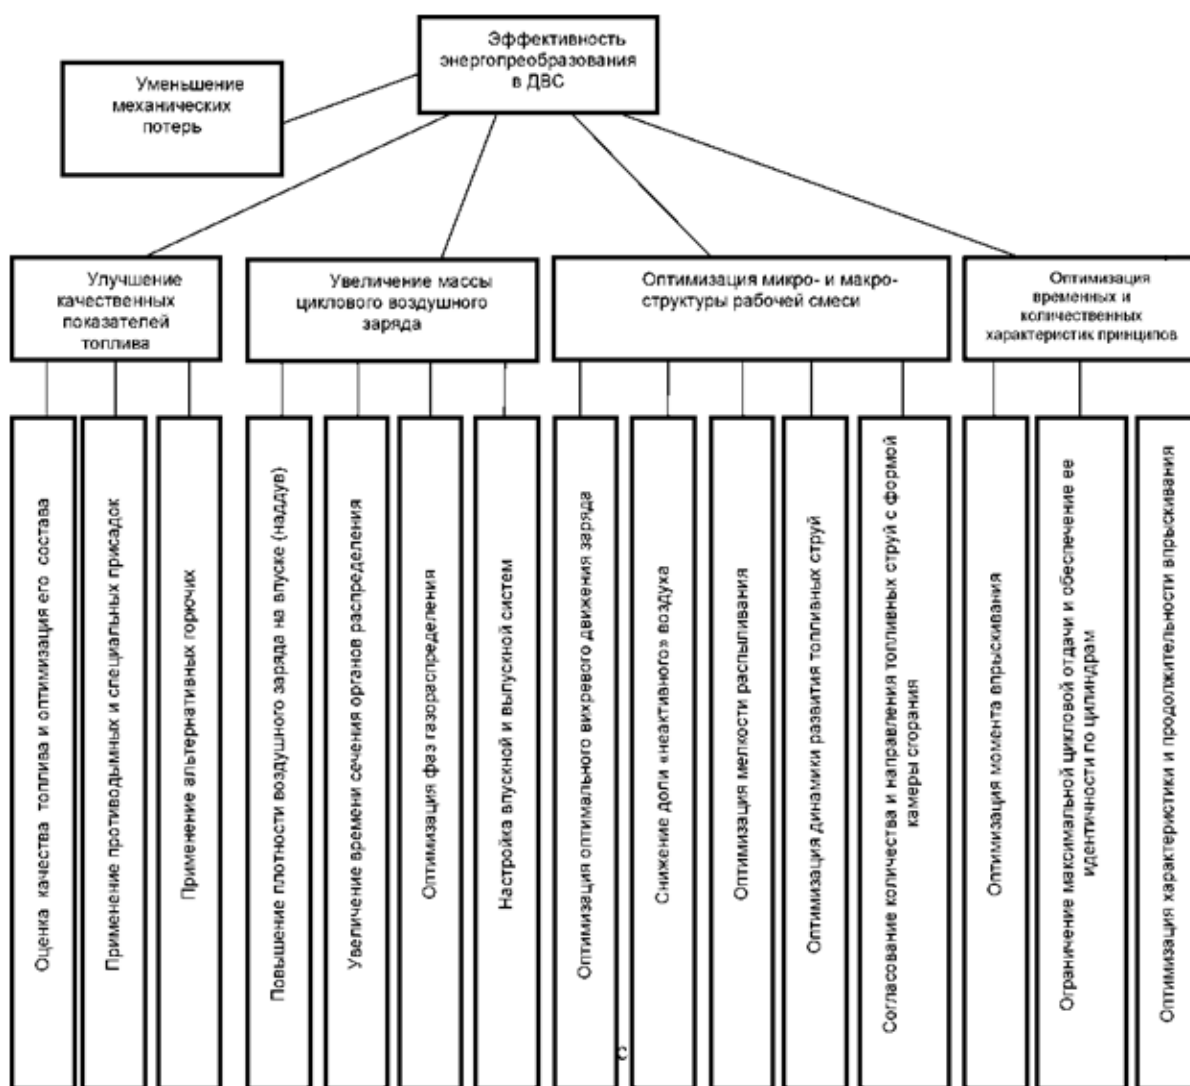 Эффективность
энергопреобразования
в ДВС
Уменьшение
механических
потерь
Улучшение
качественных
показателей
топлива
Увеличение массы
циклового воздушного
заряда
Оптимизация микро- и макро-
структуры рабочей смеси
Оптимизация
временных и
количественных
характеристик принципов
Оценка качества топлива и оптимизация его состава
Применение противодымных и специальных присадок
Применение альтернативных горючих
Повышение плотности воздушного заряда на впуске (наддув)
Увеличение времени сечения органов распределения
Оптимизация фаз газораспределения
Настройка впускной и выпускной систем
Оптимизация оптимального вихревого движения заряда
Снижение доли «неактивного» воздуха
Оптимизация мелкости распыливания
Оптимизация динамики развития топливных струй
Согласование количества и направления топливных струй с формой
камеры сгорания
Оптимизация момента впрыскивания
Ограничение максимальной цикловой отдачи и обеспечение ее
идентичности по цилиндрам
Оптимизация характеристики и продолжительности впрыскивания
с